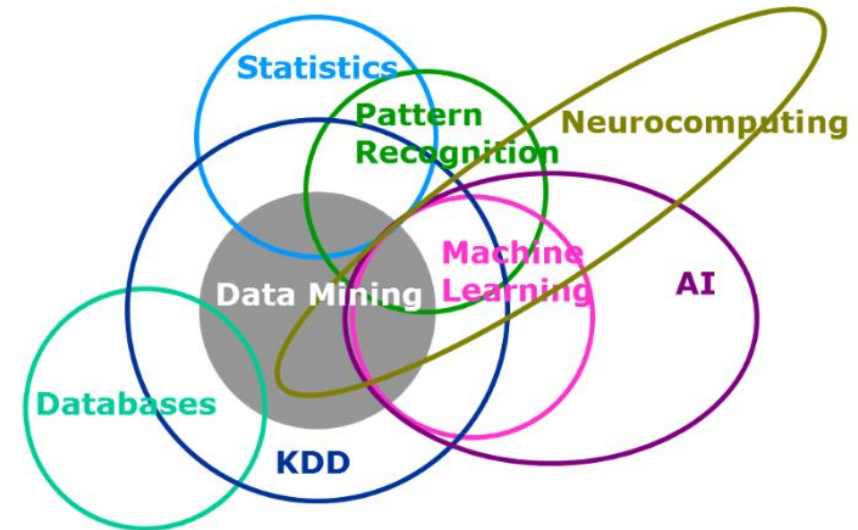 Statistics
Pattern
Recognition
Neurocomputing
Machine
Learning
AI
Data Mining
Databases
KDD